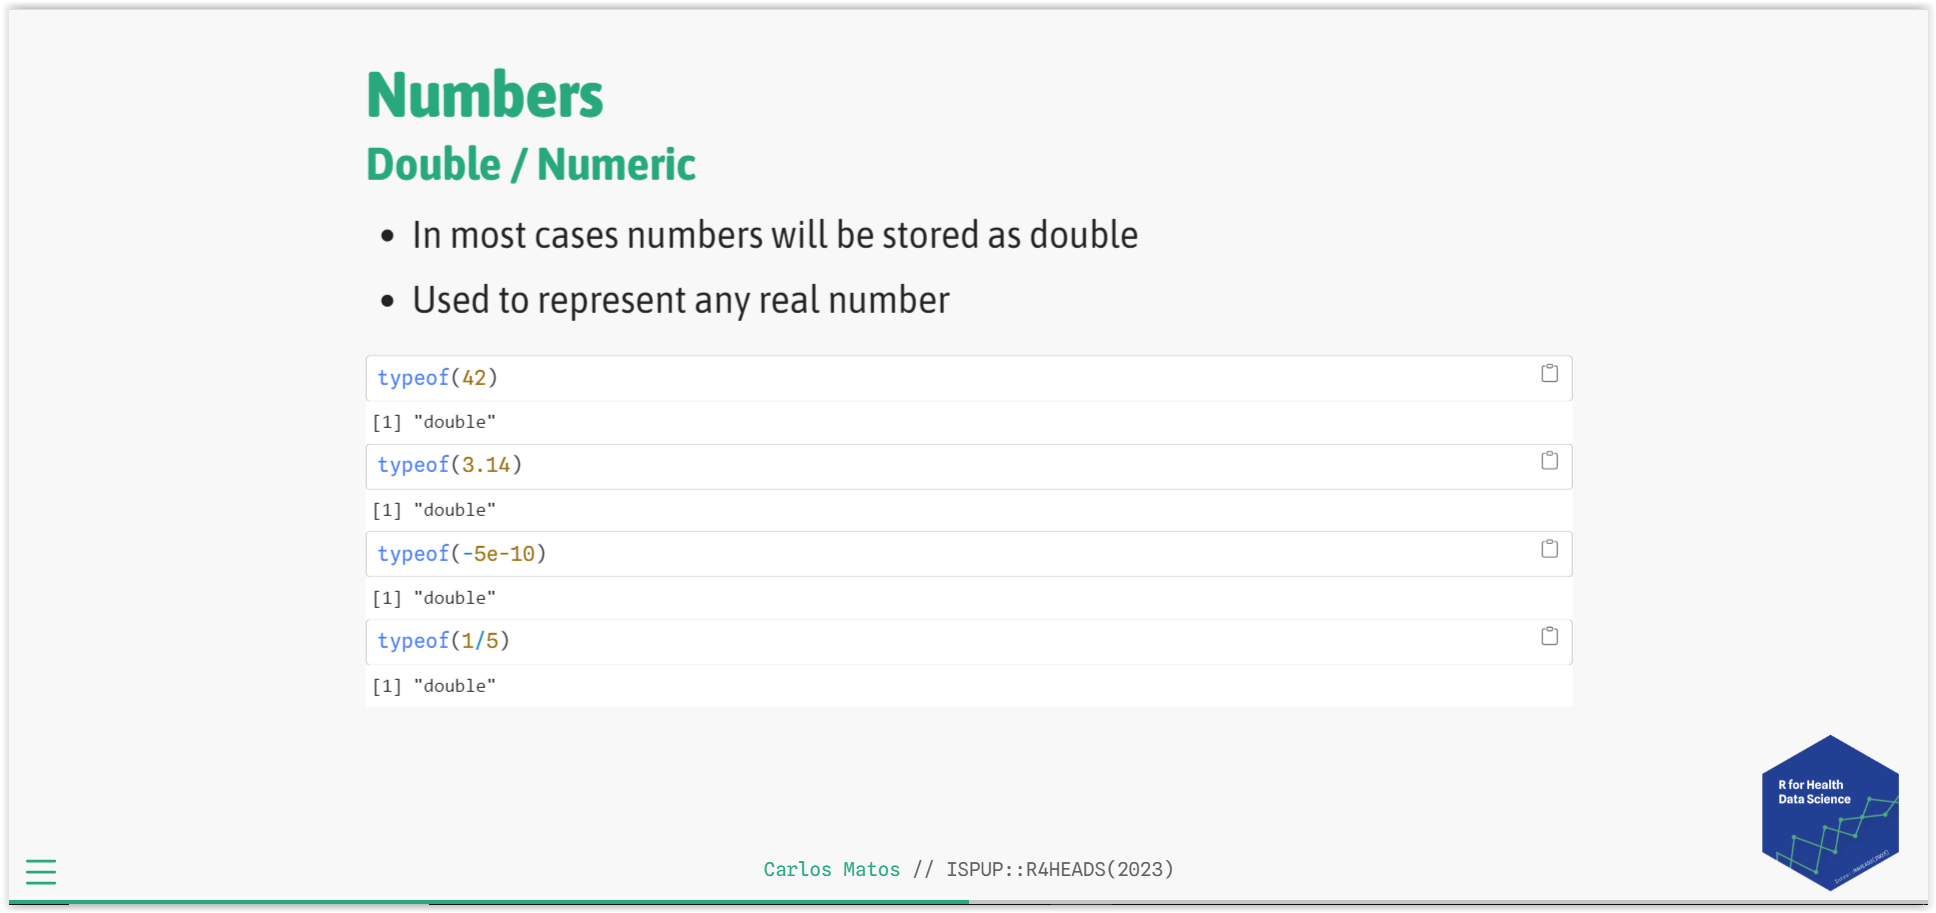 Numbers
Double / Numeric
• In most cases numbers will be stored as double
• Used to represent any real number
typeof(42)
[1] "double"
typeof(3.14)
[1] "double"
typeof(-5e-10)
[1] "double"
typeof(1/5)
[1] "double"
R for Health
Data Science
Carlos Matos // ISPUP::R4HEADS(2023)